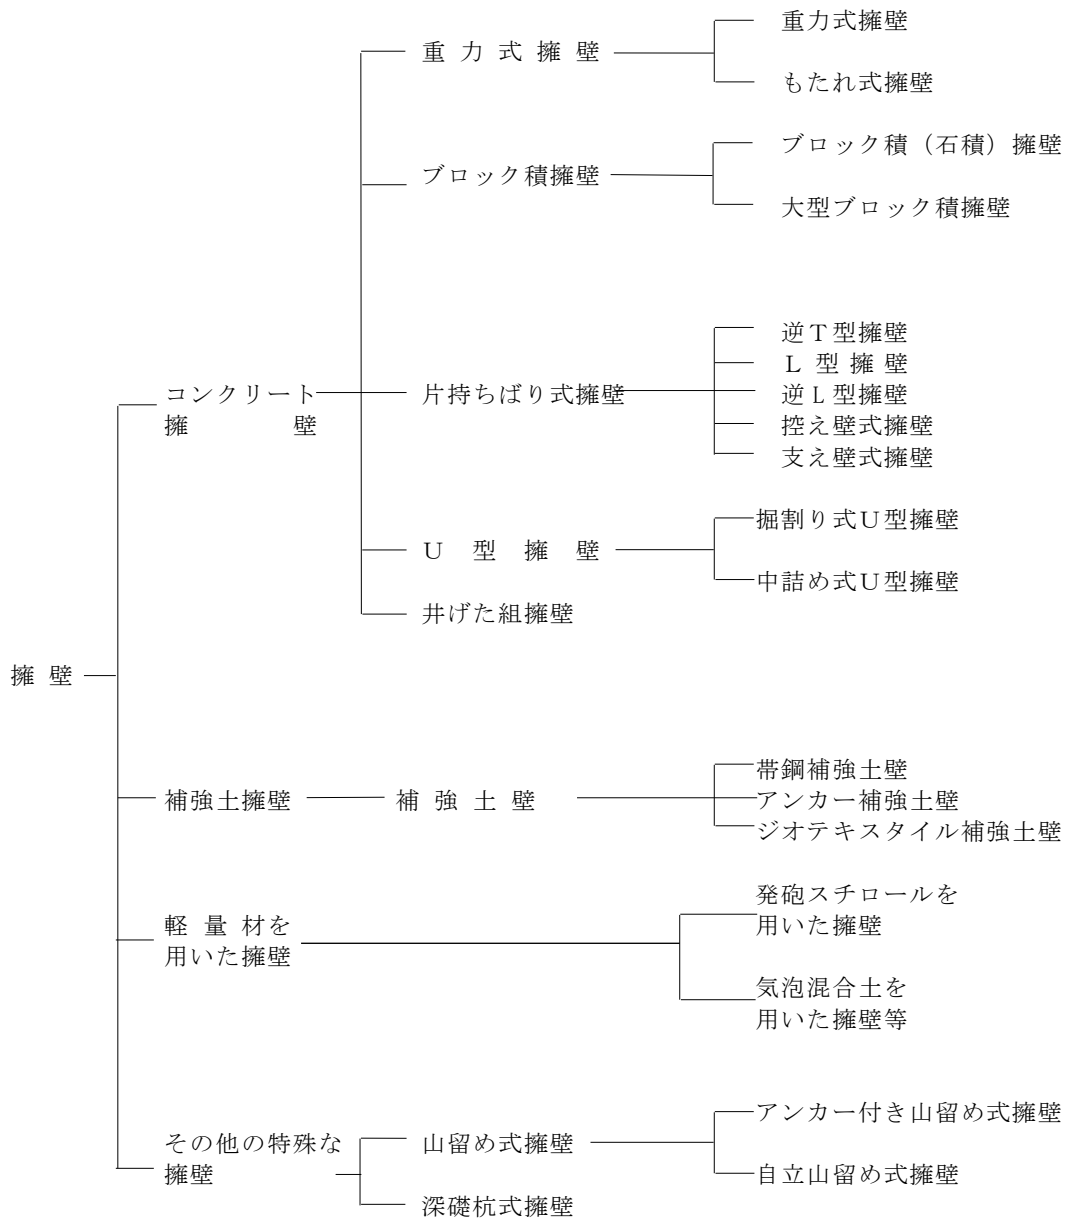 重力式擁壁
重力式擁壁
もたれ式擁壁
ブロック積（石積）擁壁
ブロック積擁壁
大型ブロック積擁壁
逆Ｔ型擁壁
Ｌ型擁壁
コンクリート
擁壁
片持ちばり式擁壁
逆Ｌ型擁壁
控え壁式擁壁
支え壁式擁壁
掘割り式Ｕ型擁壁
Ｕ型擁壁
中詰め式Ｕ型擁壁
井げた組擁壁
擁壁
帯鋼補強土壁
補強土擁壁
補強土壁
アンカー補強土壁
ジオテキスタイル補強土壁
発砲スチロールを
用いた擁壁
軽量材を
用いた擁壁
気泡混合土を
用いた擁壁等
アンカー付き山留め式擁壁
その他の特殊な
擁壁
山留め式擁壁
自立山留め式擁壁
深礎杭式擁壁